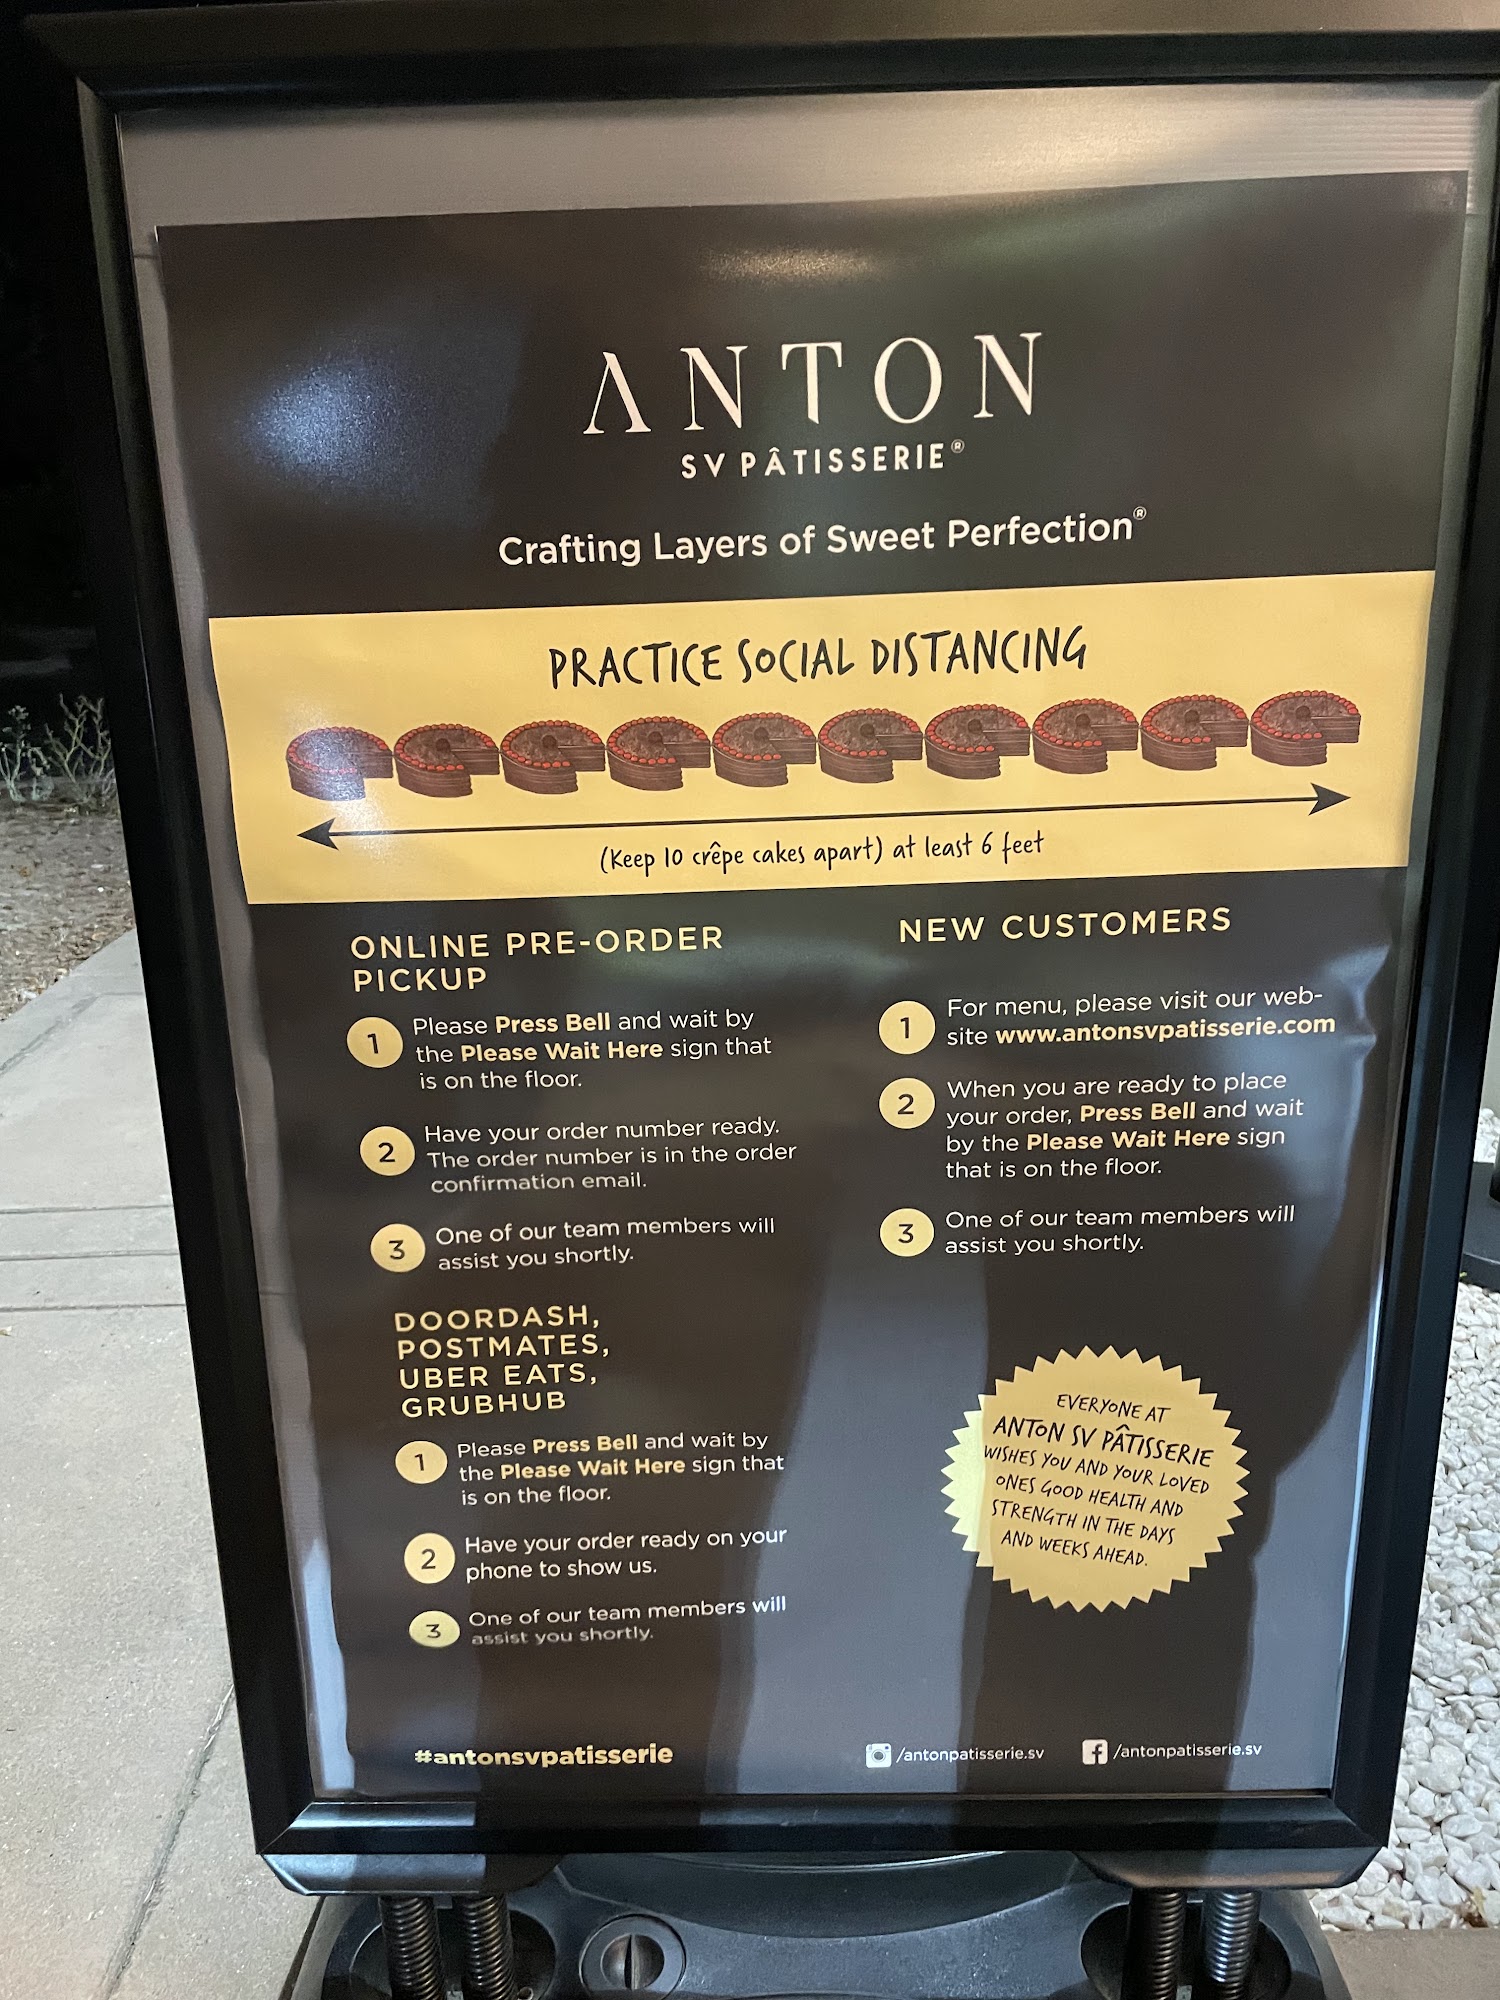 ANTON
SV PÂTISSERIE®
Crafting Layers of Sweet Perfection®
PRACTICE SOCIAL DISTANCING
(Keep 10 crêpe cakes apart) at least 6 feet
ONLINE PRE-ORDER
PICKUP
1 Please Press Bell and wait by
the Please Wait Here sign that
is on the floor.
2 Have your order number ready.
The order number is in the order
confirmation email.
3 One of our team members will
assist you shortly.
DOORDASH,
POSTMATES,
UBER EATS,
GRUBHUB
1 Please Press Bell and wait by
the Please Wait Here sign that
is on the floor.
2 Have your order ready on your
phone to show us.
3 One of our team members will
assist you shortly.
NEW CUSTOMERS
1 For menu, please visit our web-
site www.antonsvpatisserie.com
2 When you are ready to place
your order, Press Bell and wait
by the Please Wait Here sign
that is on the floor.
3 One of our team members will
assist you shortly.
EVERYONE AT
ANTON SV PÂTISSERIE
WISHES YOU AND YOUR LOVED
ONES GOOD HEALTH AND
STRENGTH IN THE DAYS
AND WEEKS AHEAD.
#antonsvpatisserie
/antonpatisserie.sv
/antonpatisserie.sv